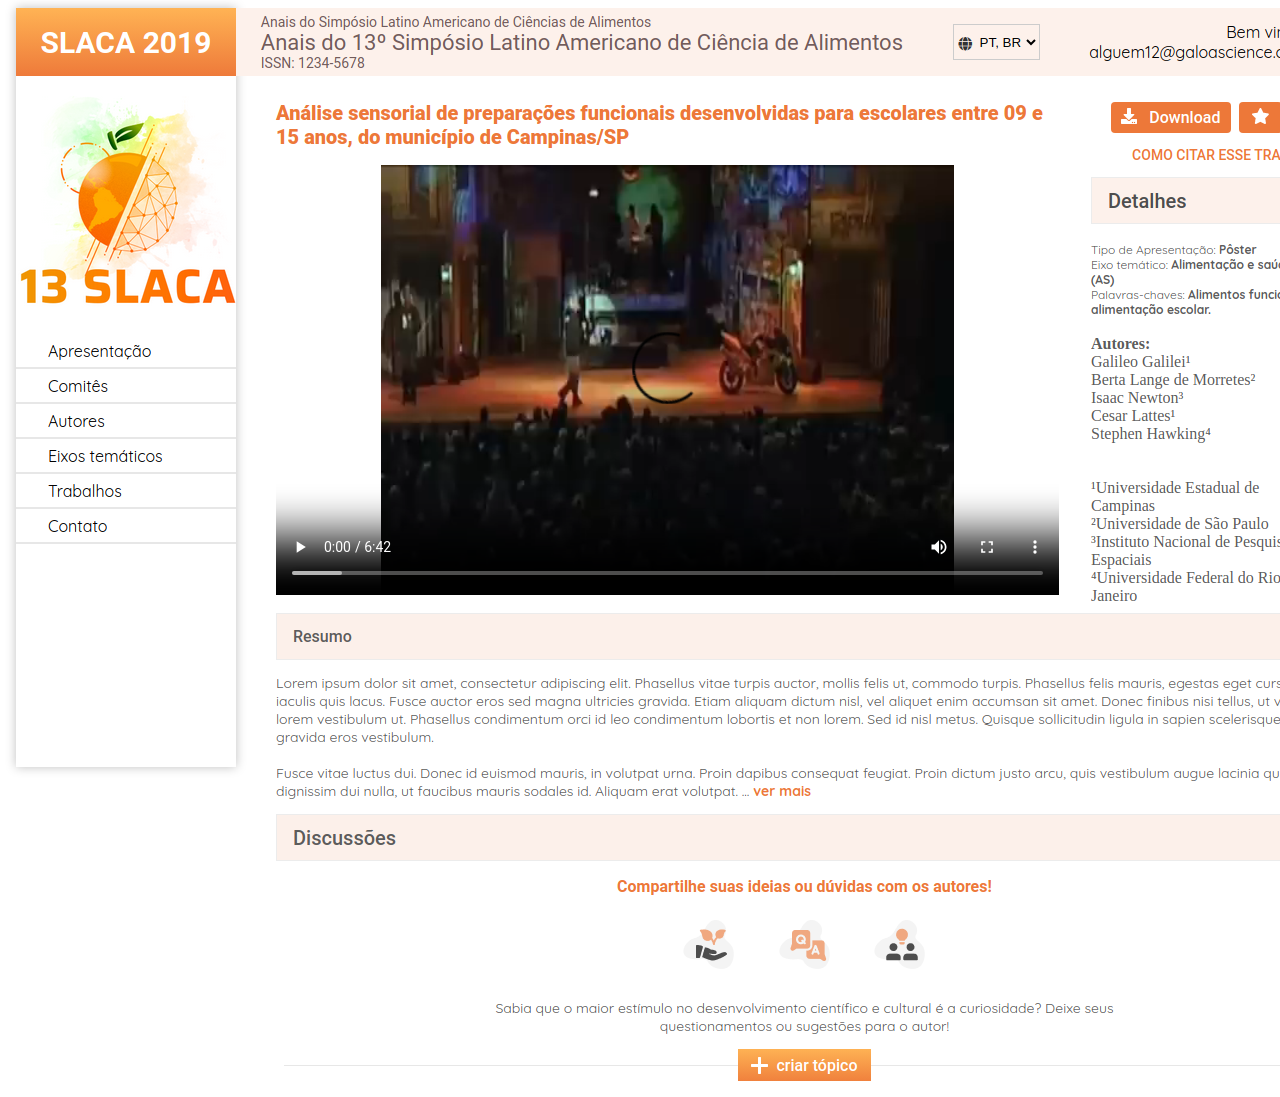 SLACA 2019
Anais do Simpósio Latino Americano de Ciências de Alimentos
Anais do 13º Simpósio Latino Americano de Ciência de Alimentos
ISSN: 1234-5678
PT, BR
Bem vin
alguem12@galoascience.c
13 SLACA
Apresentação
Comitês
Autores
Eixos temáticos
Trabalhos
Contato
Análise sensorial de preparações funcionais desenvolvidas para escolares entre 09 e
15 anos, do município de Campinas/SP
0:00 / 6:42
Download
COMO CITAR ESSE TRA
Detalhes
Tipo de Apresentação: Pôster
Eixo temático: Alimentação e saúd
(AS)
Palavras-chaves: Alimentos funcio
alimentação escolar.
Autores:
Galileo Galilei¹
Berta Lange de Morretes²
Isaac Newton³
Cesar Lattes¹
Stephen Hawking⁴
¹Universidade Estadual de
Campinas
²Universidade de São Paulo
³Instituto Nacional de Pesquis
Espaciais
⁴Universidade Federal do Rio
Janeiro
Resumo
Lorem ipsum dolor sit amet, consectetur adipiscing elit. Phasellus vitae turpis auctor, mollis felis ut, commodo turpis. Phasellus felis mauris, egestas eget curs
iaculis quis lacus. Fusce auctor eros sed magna ultricies gravida. Etiam aliquam dictum nisl, vel aliquet enim accumsan sit amet. Donec finibus nisi tellus, ut v
lorem vestibulum ut. Phasellus condimentum orci id leo condimentum lobortis et non lorem. Sed id nisl metus. Quisque sollicitudin ligula in sapien scelerisque
gravida eros vestibulum.
Fusce vitae luctus dui. Donec id euismod mauris, in volutpat urna. Proin dapibus consequat feugiat. Proin dictum justo arcu, quis vestibulum augue lacinia qu
dignissim dui nulla, ut faucibus mauris sodales id. Aliquam erat volutpat. ... ver mais
Discussões
Compartilhe suas ideias ou dúvidas com os autores!
Q A
Sabia que o maior estímulo no desenvolvimento científico e cultural é a curiosidade? Deixe seus
questionamentos ou sugestões para o autor!
criar tópico